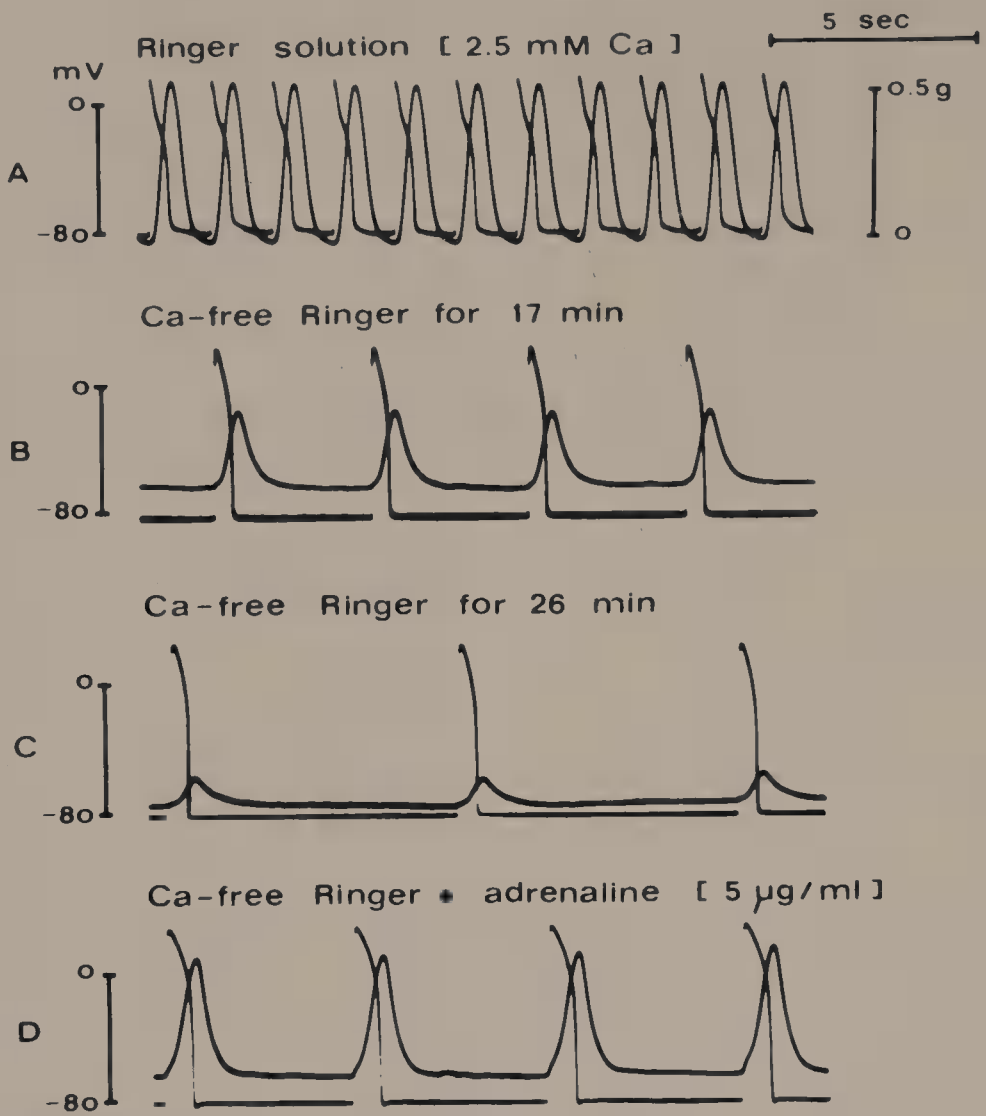 5 sec
Ringer solution [ 2.5 mM Ca ]
mV
0
0.5g
A
-80
0
Ca-free Ringer for 17 min
0
B
-80
Ca-free Ringer for 26 min
0
C
-80
Ca-free Ringer + adrenaline [ 5 µg/ml ]
0
D
-80